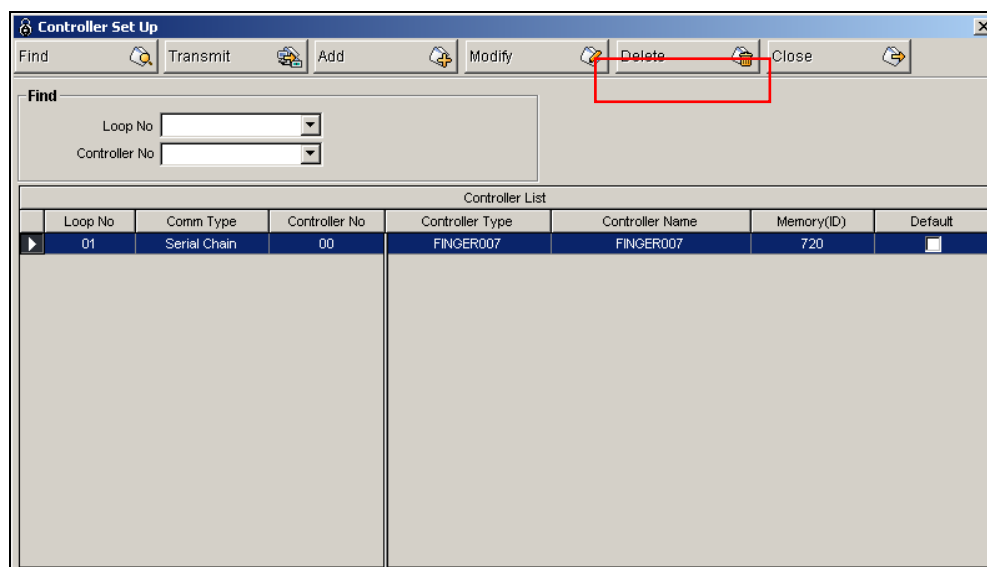 Controller Set Up
Find Transmit Add Modify Delete Close
Find
Loop No
Controller No
Controller List
Loop No Comm Type Controller No Controller Type Controller Name Memory(ID) Default
01 Serial Chain 00 FINGER007 FINGER007 720